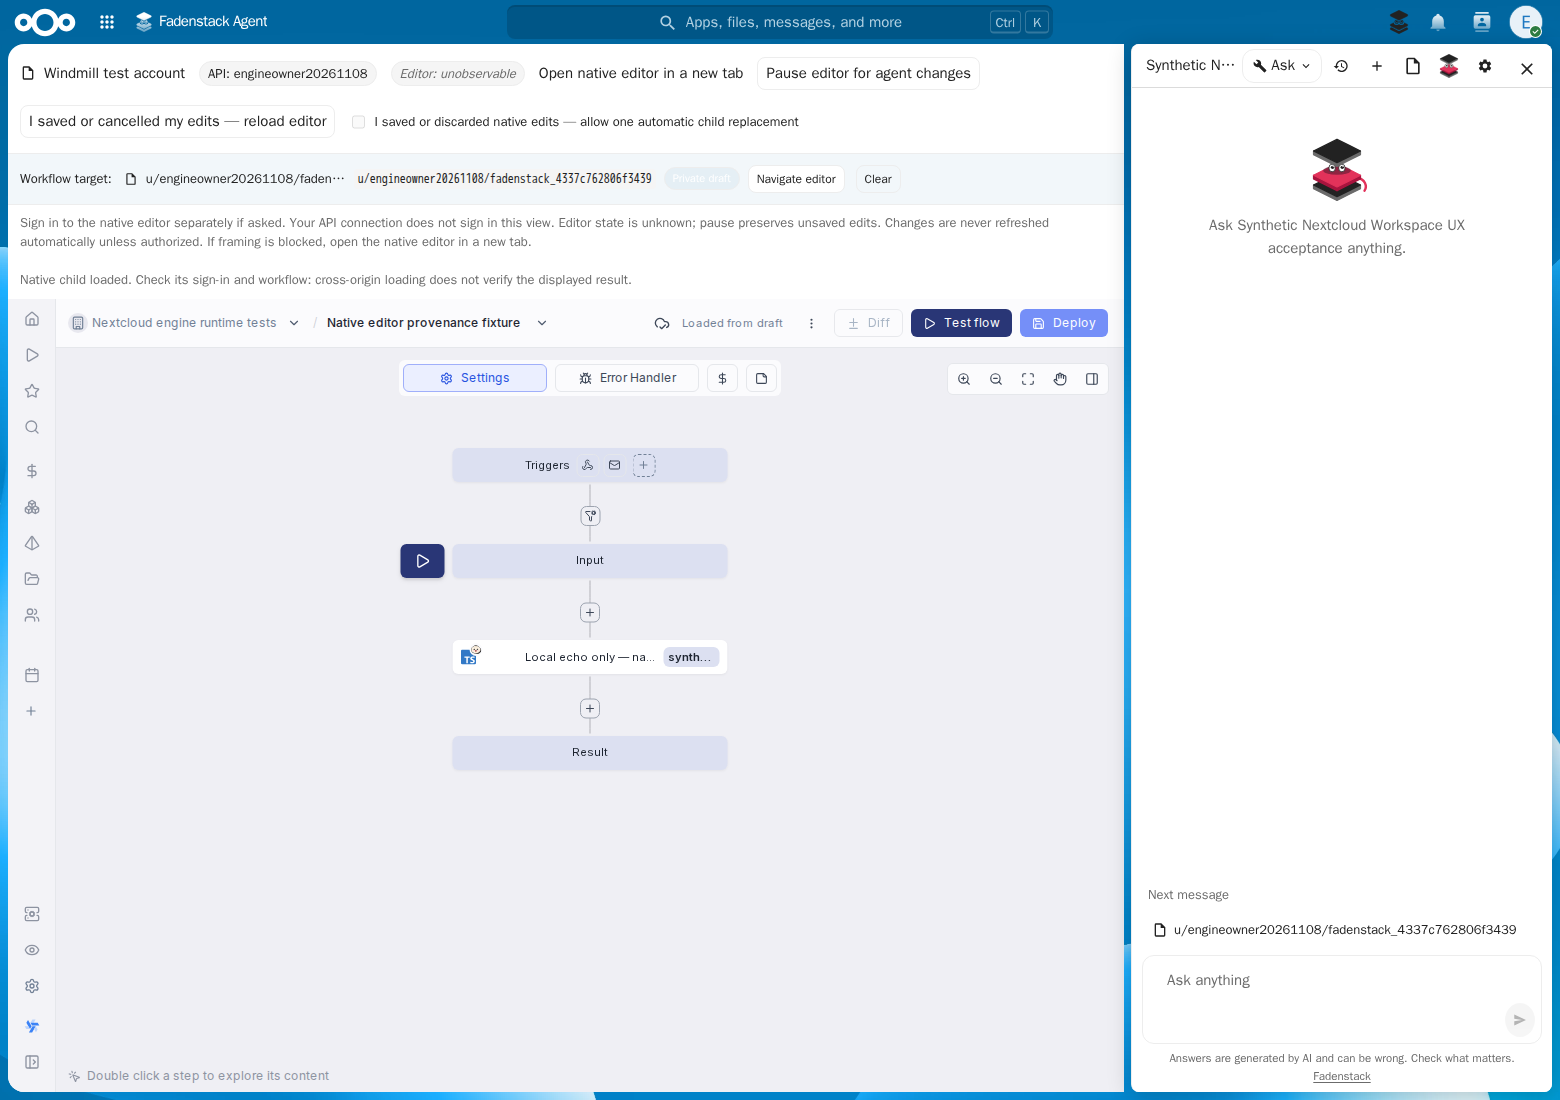 Fadenstack Agent
Apps, files, messages, and more
Ctrl K
E
Windmill test account
API: engineowner20261108
Editor: unobservable
Open native editor in a new tab
Pause editor for agent changes
I saved or cancelled my edits — reload editor
I saved or discarded native edits — allow one automatic child replacement
Workflow target:
u/engineowner20261108/faden···
u/engineowner20261108/fadenstack_4337c762806f3439
Private draft
Navigate editor
Clear
Sign in to the native editor separately if asked. Your API connection does not sign in this view. Editor state is unknown; pause preserves unsaved edits. Changes are never refreshed
automatically unless authorized. If framing is blocked, open the native editor in a new tab.
Native child loaded. Check its sign-in and workflow: cross-origin loading does not verify the displayed result.
Nextcloud engine runtime tests
/
Native editor provenance fixture
Loaded from draft
Diff
Test flow
Deploy
Settings
Error Handler
Triggers
Input
TS
Local echo only — na...
synth...
Result
Double click a step to explore its content
Synthetic N···
Ask
Ask Synthetic Nextcloud Workspace UX
acceptance anything.
Next message
u/engineowner20261108/fadenstack_4337c762806f3439
Ask anything
Answers are generated by AI and can be wrong. Check what matters.
Fadenstack